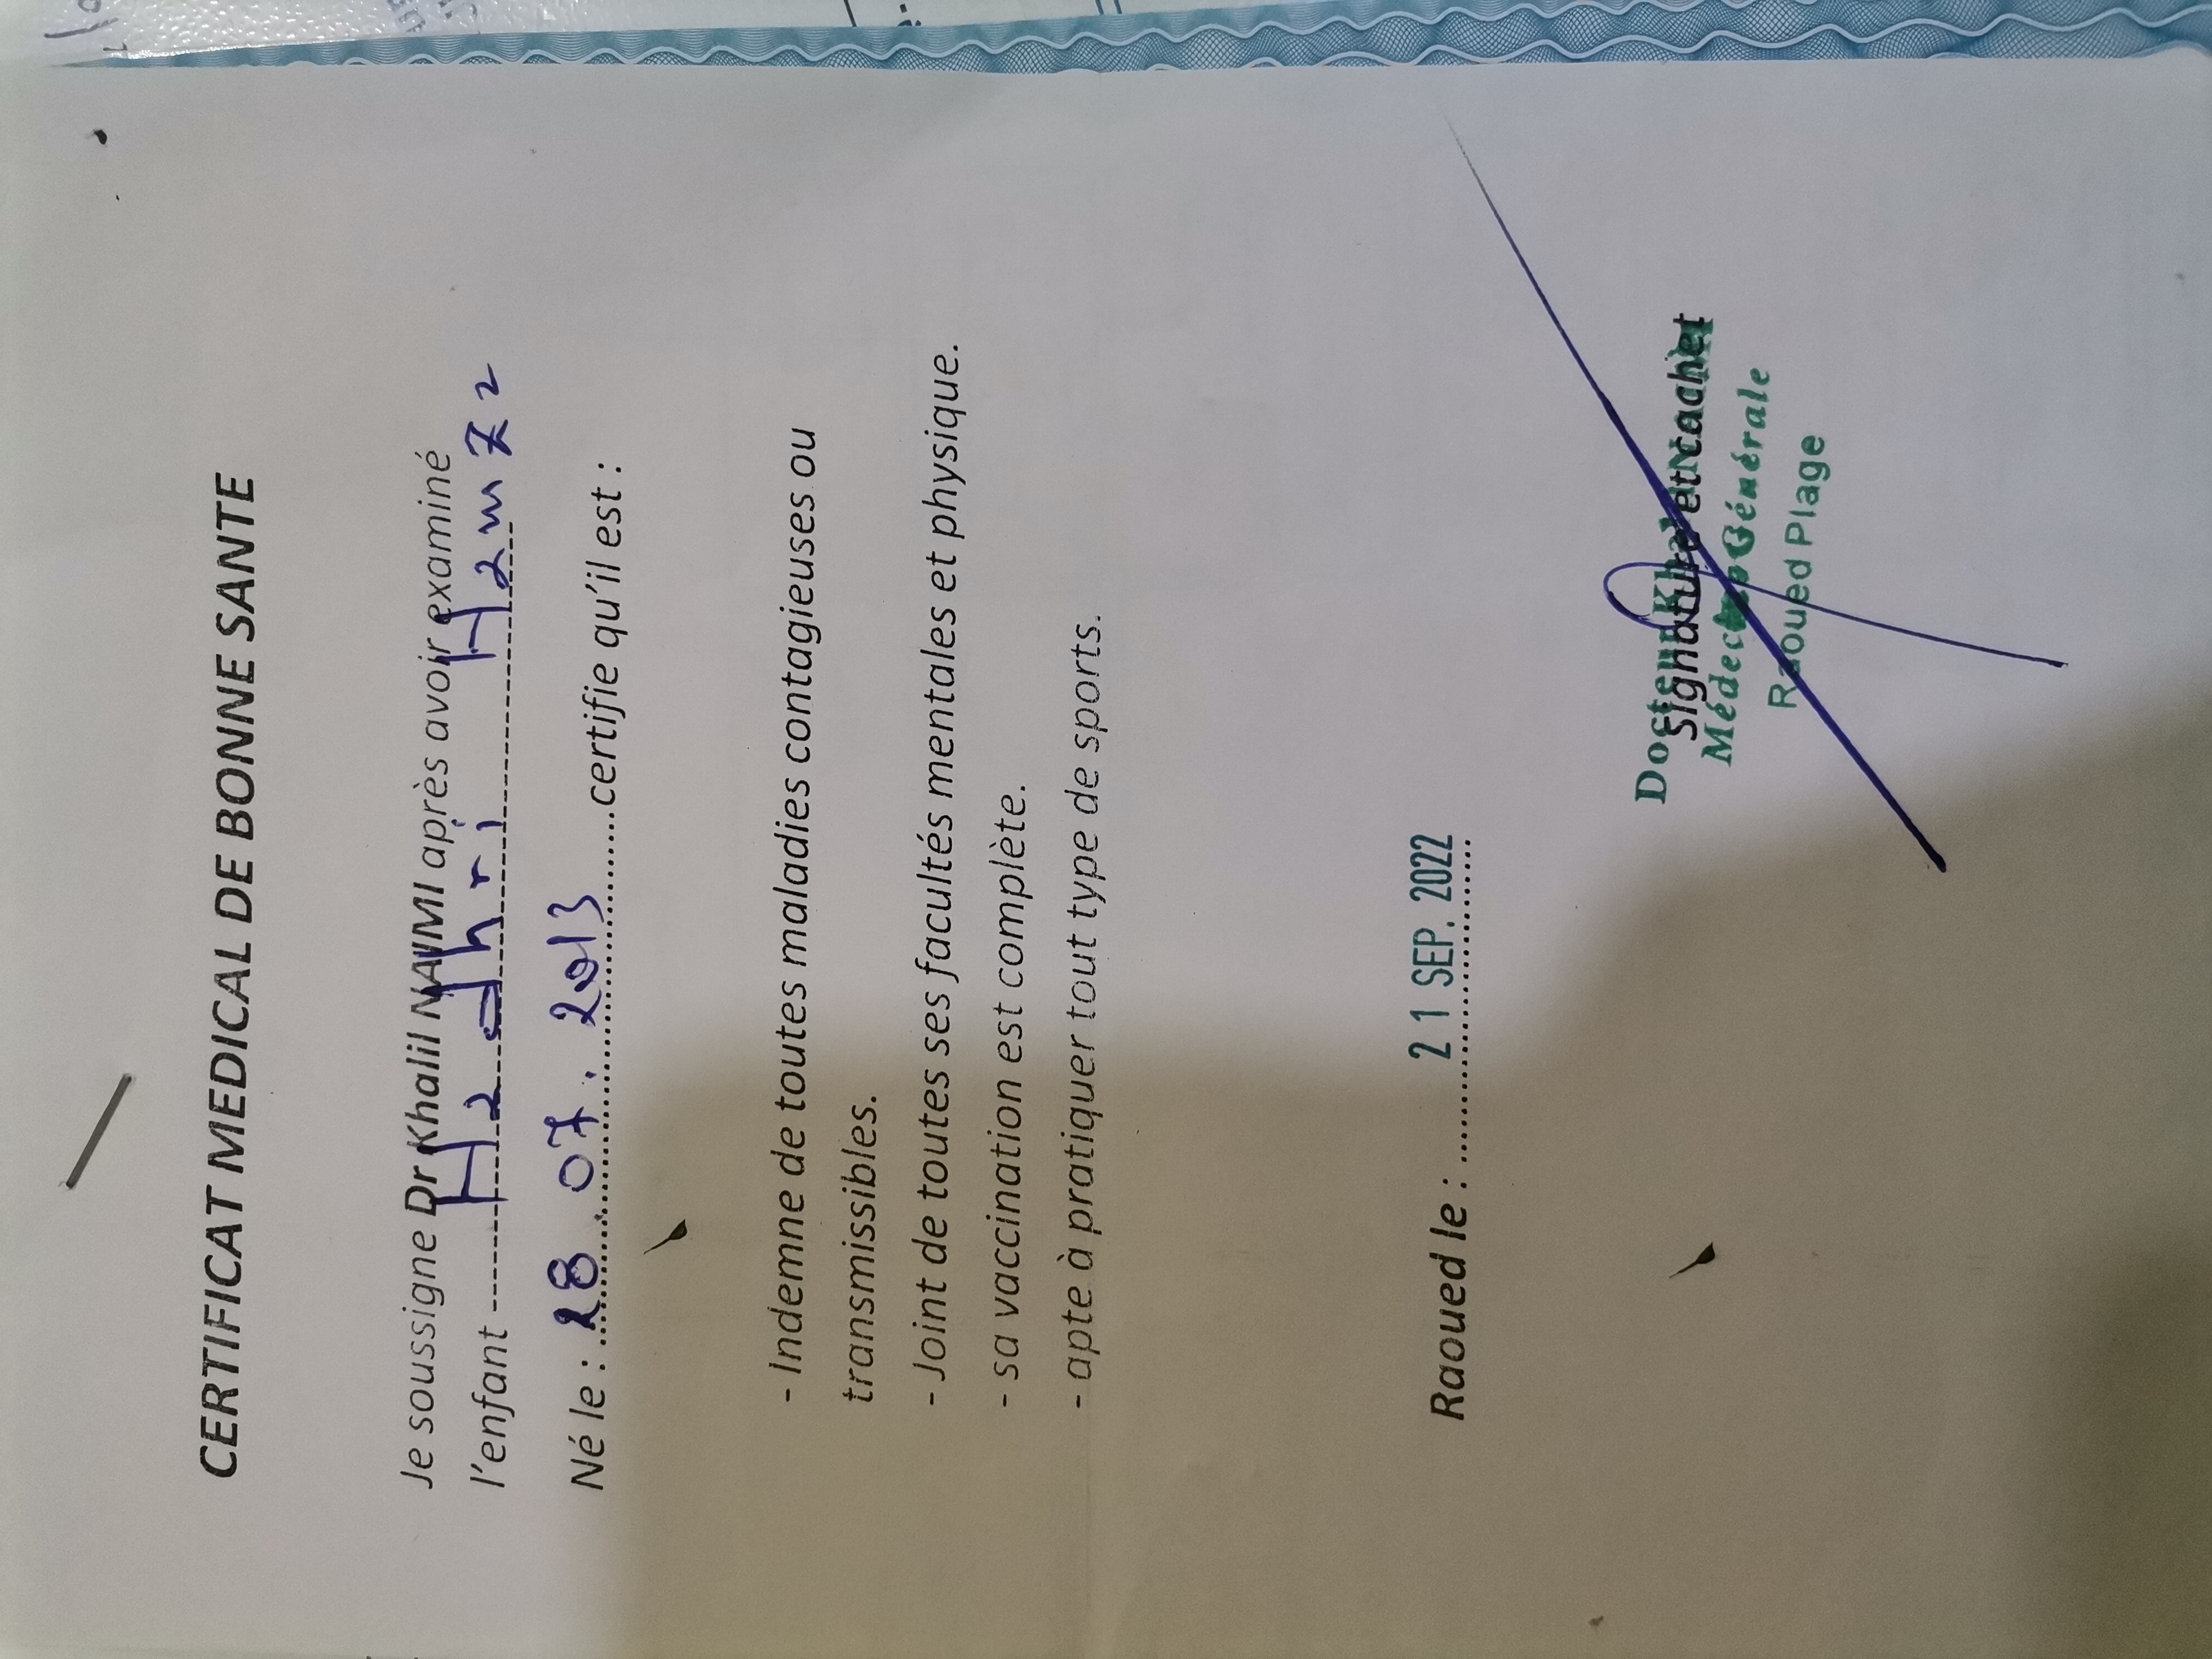 CERTIFICAT MEDICAL DE BONNE SANTE
Je soussigne Dr Khalil NAIMI après avoir examiné
l'enfant Hadhri Hamza
Né le : 28.07.2013 certifie qu'il est :
- Indemne de toutes maladies contagieuses ou
transmissibles.
- Joint de toutes ses facultés mentales et physique.
- sa vaccination est complète.
- apte à pratiquer tout type de sports.
Raoued le : 21 SEP. 2022
Signature et cachet
Médecine Générale
Raoued Plage